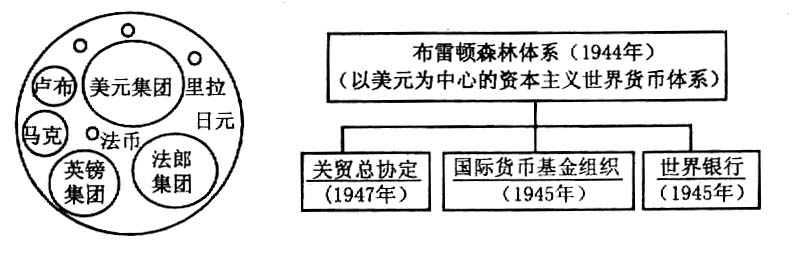 美元集团
卢布
里拉
日元
马克
法币
英镑
集团
法郎
集团
布雷顿森林体系（1944年）
（以美元为中心的资本主义世界货币体系）
关贸总协定
(1947年)
国际货币基金组织
（1945年）
世界银行
（1945年）